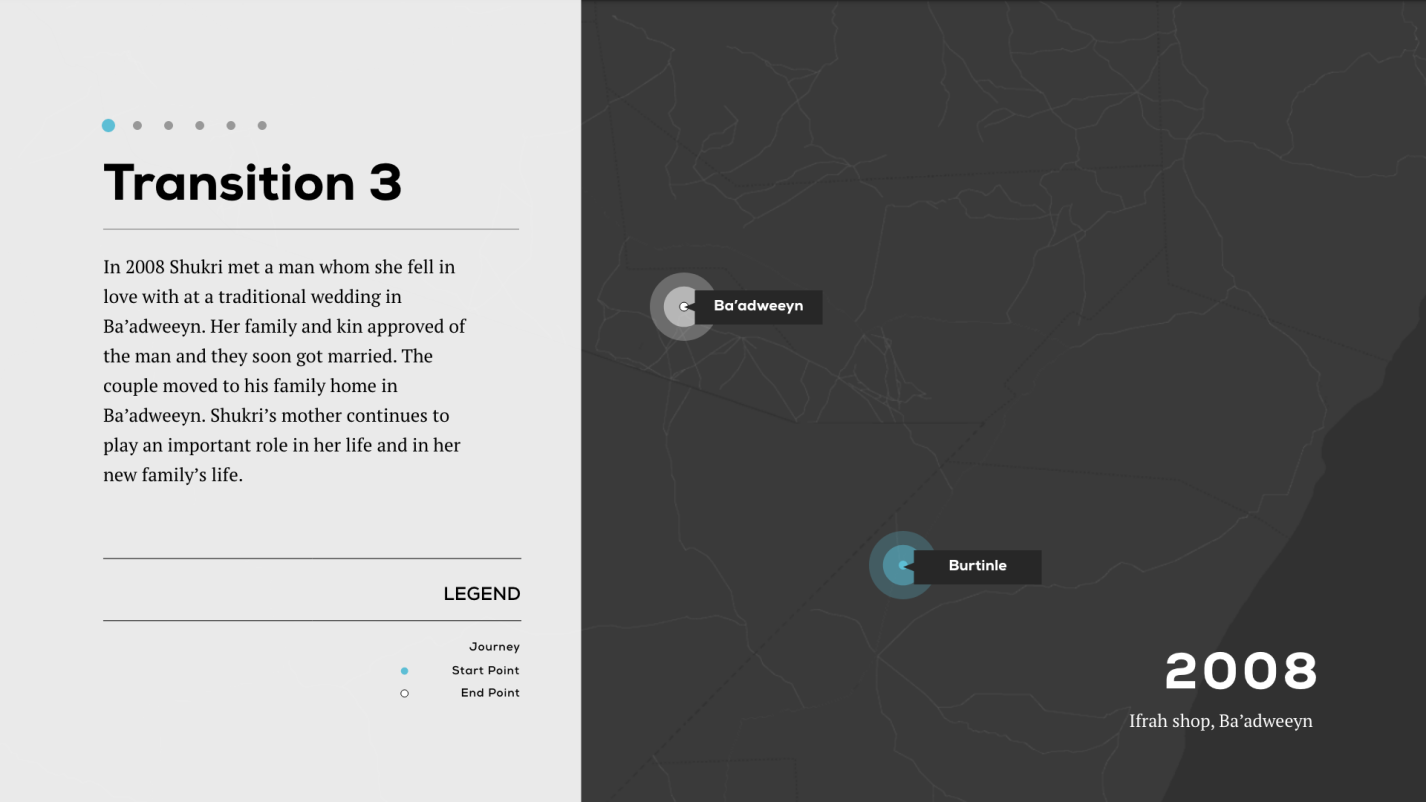 Transition 3
In 2008 Shukri met a man whom she fell in
love with at a traditional wedding in
Ba’adweeyn. Her family and kin approved of
the man and they soon got married. The
couple moved to his family home in
Ba’adweeyn. Shukri’s mother continues to
play an important role in her life and in her
new family’s life.
LEGEND
Journey
Start Point
End Point
Ba’adweeyn
Burtinle
2008
Ifrah shop, Ba’adweeyn